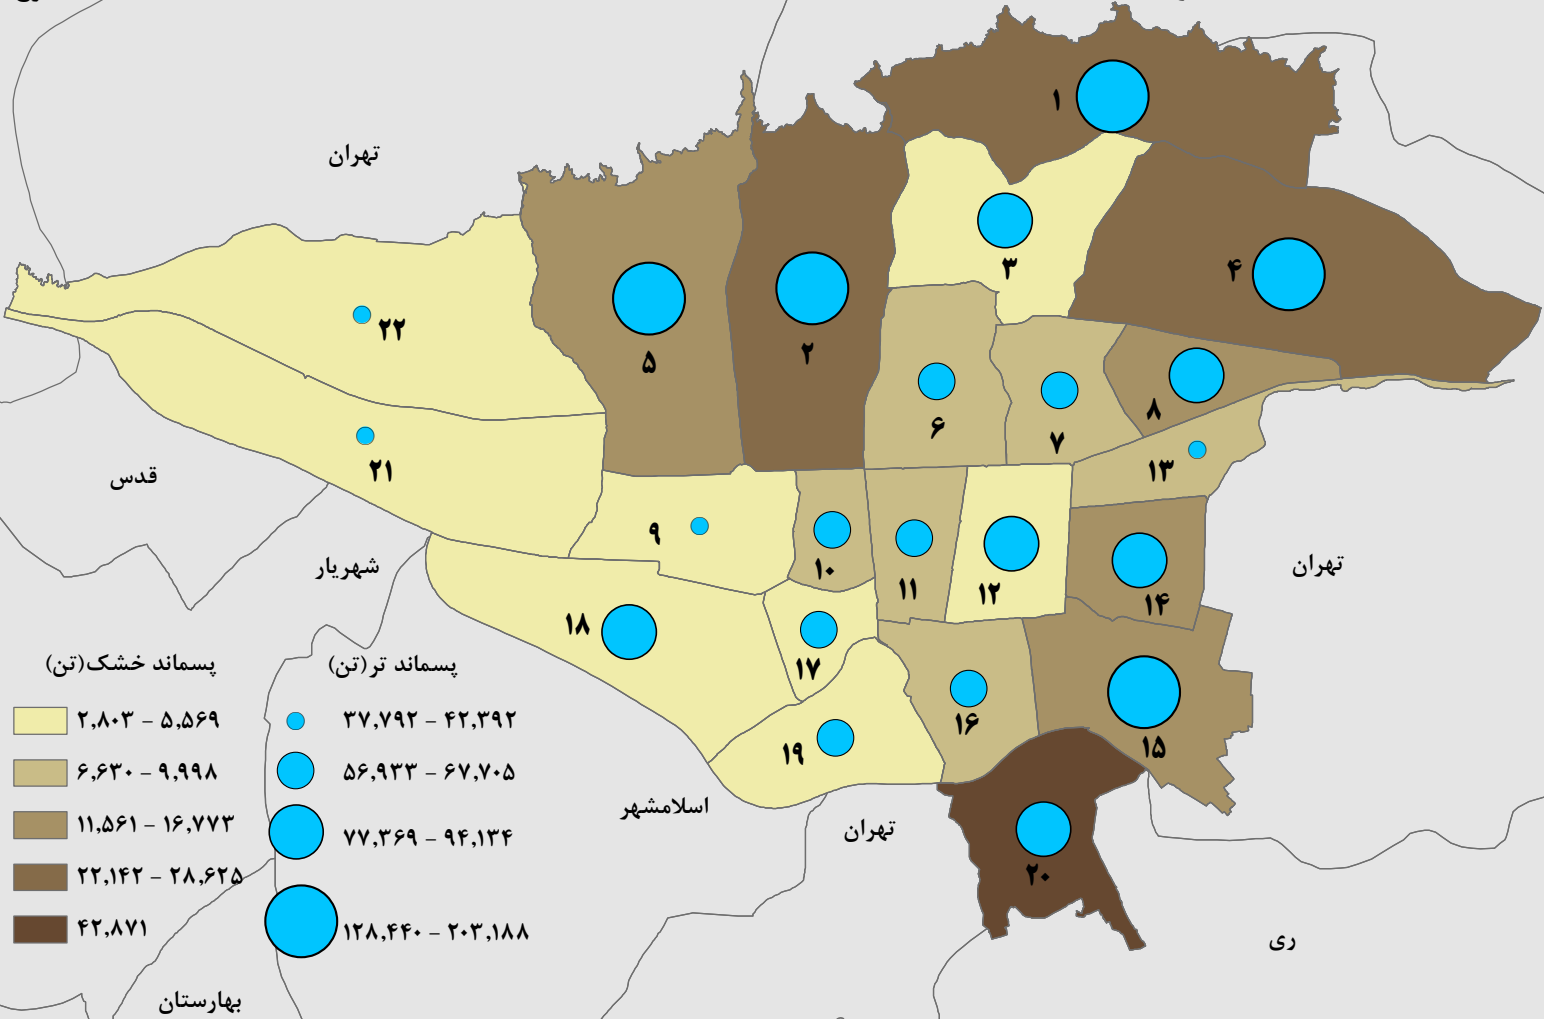 ۱
تهران
۳
۴
۲۲
۵
۲
۸
۶
۷
۲۱
۱۳
قدس
۹
۱۰
۱۱
۱۲
۱۴
تهران
شهریار
۱۸
۱۷
۱۶
۱۵
۱۹
پسماند خشک(تن)
۲,۸۰۳ – ۵,۵۶۹
۶,۶۳۰ – ۹,۹۹۸
۱۱,۵۶۱ – ۱۶,۷۷۳
۲۲,۱۴۲ – ۲۸,۶۲۵
۴۲,۸۷۱
پسماند تر(تن)
۳۷,۷۹۲ – ۴۲,۳۹۲
۵۶,۹۳۳ – ۶۷,۷۰۵
۷۷,۳۶۹ – ۹۴,۱۳۴
۱۲۸,۴۴۰ – ۲۰۳,۱۸۸
اسلامشهر
تهران
۲۰
ری
بهارستان